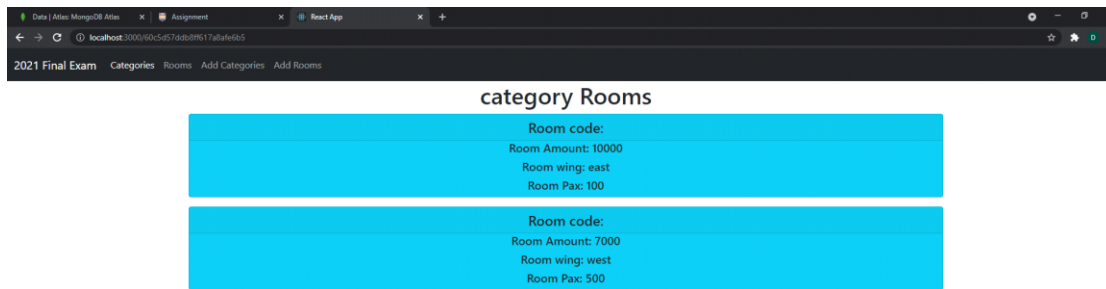 Data | Atlas: MongoDB Atlas
Assignment
React App
localhost:3000/60c5d57ddb8ff617a8afe6b5
D
2021 Final Exam Categories Rooms Add Categories Add Rooms
category Rooms
Room code:
Room Amount: 10000
Room wing: east
Room Pax: 100
Room code:
Room Amount: 7000
Room wing: west
Room Pax: 500